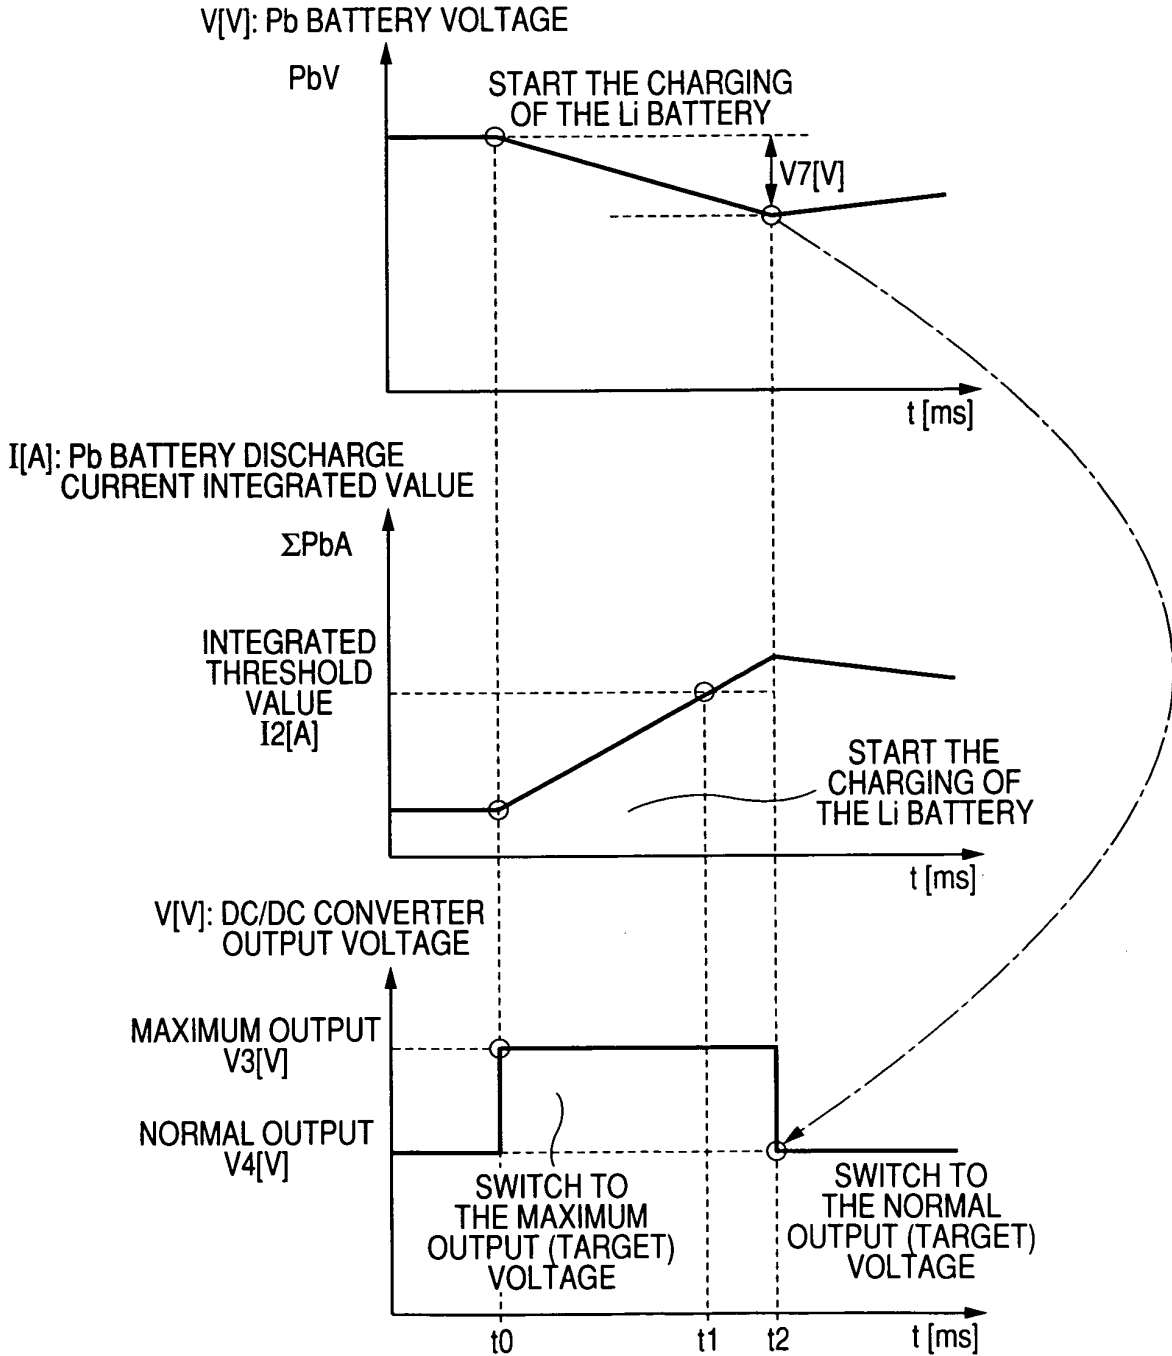 V[V]: Pb BATTERY VOLTAGE
PbV
START THE CHARGING
OF THE Li BATTERY
V7[V]
t [ms]
I[A]: Pb BATTERY DISCHARGE
CURRENT INTEGRATED VALUE
ΣPbA
INTEGRATED
THRESHOLD
VALUE
I2[A]
START THE
CHARGING OF
THE Li BATTERY
t [ms]
V[V]: DC/DC CONVERTER
OUTPUT VOLTAGE
MAXIMUM OUTPUT
V3[V]
NORMAL OUTPUT
V4[V]
SWITCH TO
THE MAXIMUM
OUTPUT (TARGET)
VOLTAGE
SWITCH TO
THE NORMAL
OUTPUT (TARGET)
VOLTAGE
t0
t1
t2
t [ms]